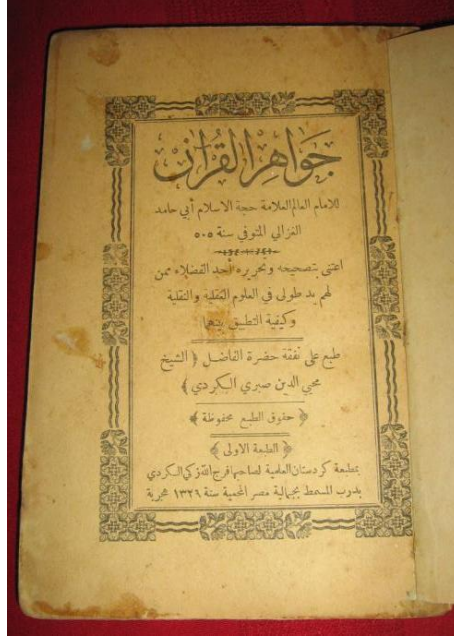 جواهر القرآن
للامام العالم العلامة حجة الاسلام أبي حامد
الغزالي المتوفي سنة ٥٠٥
اعتنى بتصحيحه وتحريره أحد الفضلاء ممن
لهم يد طولى في العلوم العقلية والنقلية
وكيفية التطبيق بينهما
طبع على نفقة حضرة الفاضل ﴿ الشيخ
محيي الدين صبري الكردي ﴾
﴿ حقوق الطبع محفوظة ﴾
﴿ الطبعة الاولى ﴾
بمطبعة كردستان العلمية لصاحبها فرج الله زكي الكردي
بدرب المسمط بجمالية مصر المحمية سنة ١٣٢٩ هجرية